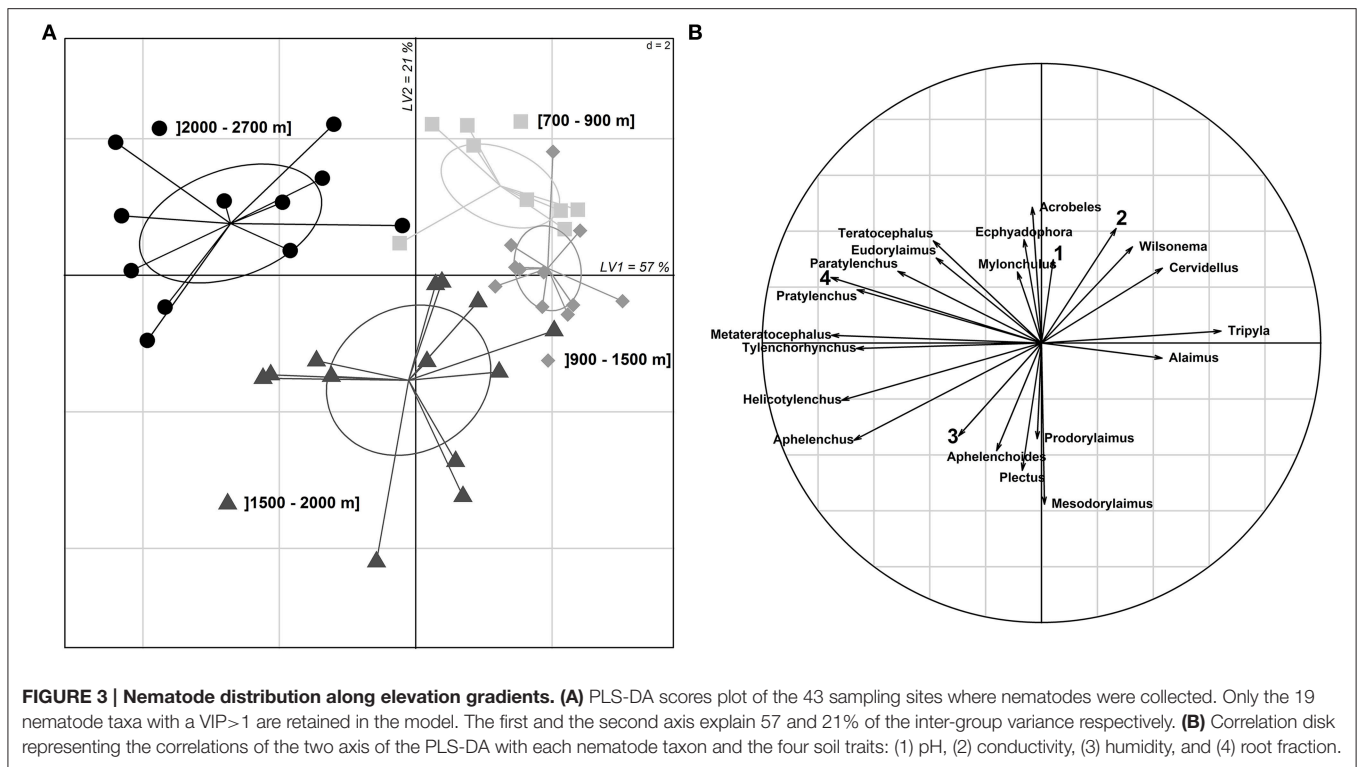 A
B
d = 2
LV2 = 21 %
]2000 - 2700 m]
[700 - 900 m]
LV1 = 57 %
]900 - 1500 m]
]1500 - 2000 m]
Acrobeles
2
Teratocephalus
Ecphyadophora
Eudorylaimus
1
Wilsonema
Paratylenchus
Mylonchulus
Cervidellus
4
Pratylenchus
Metateratocephalus
Tripyla
Tylenchorhynchus
Alaimus
Helicotylenchus
Aphelenchus
3
Prodorylaimus
Aphelenchoides
Plectus
Mesodorylaimus
FIGURE 3 | Nematode distribution along elevation gradients. (A) PLS-DA scores plot of the 43 sampling sites where nematodes were collected. Only the 19
nematode taxa with a VIP>1 are retained in the model. The first and the second axis explain 57 and 21% of the inter-group variance respectively. (B) Correlation disk
representing the correlations of the two axis of the PLS-DA with each nematode taxon and the four soil traits: (1) pH, (2) conductivity, (3) humidity, and (4) root fraction.